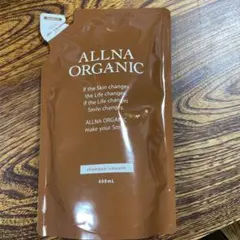 ALLNA
ORGANIC
If the Skin changes
the Life changes
if the Life changes
Smile changes.
ALLNA ORGANIC
make your Smile
shampoo
400mL